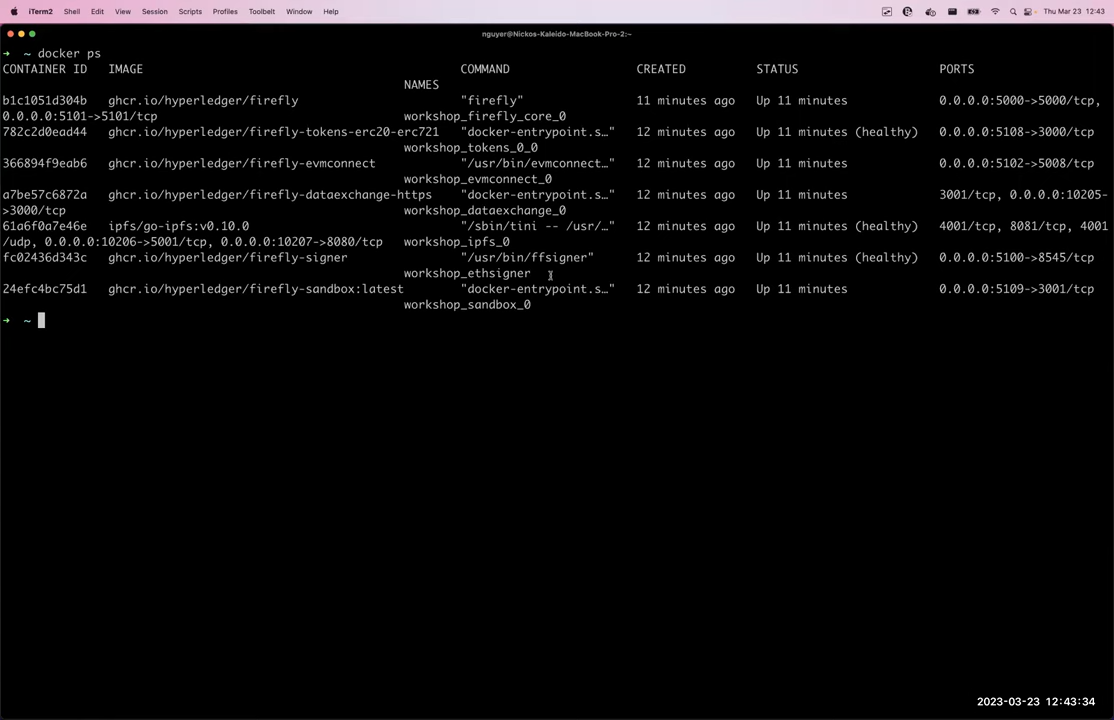 iTerm2 Shell Edit View Session Scripts Profiles Toolbelt Window Help Thu Mar 23 12:43
nguyer@Nickos-Kaleido-MacBook-Pro-2:~
➜ ~ docker ps
CONTAINER ID IMAGE COMMAND CREATED STATUS PORTS
NAMES
b1c1051d304b ghcr.io/hyperledger/firefly "firefly" 11 minutes ago Up 11 minutes 0.0.0.0:5000->5000/tcp,
0.0.0.0:5101->5101/tcp workshop_firefly_core_0
782c2d0ead44 ghcr.io/hyperledger/firefly-tokens-erc20-erc721 "docker-entrypoint.s…" 12 minutes ago Up 11 minutes (healthy) 0.0.0.0:5108->3000/tcp
workshop_tokens_0_0
366894f9eab6 ghcr.io/hyperledger/firefly-evmconnect "/usr/bin/evmconnect…" 12 minutes ago Up 11 minutes 0.0.0.0:5102->5008/tcp
workshop_evmconnect_0
a7be57c6872a ghcr.io/hyperledger/firefly-dataexchange-https "docker-entrypoint.s…" 12 minutes ago Up 11 minutes 3001/tcp, 0.0.0.0:10205-
>3000/tcp workshop_dataexchange_0
61a6f0a7e46e ipfs/go-ipfs:v0.10.0 "/sbin/tini -- /usr/…" 12 minutes ago Up 11 minutes (healthy) 4001/tcp, 8081/tcp, 4001
/udp, 0.0.0.0:10206->5001/tcp, 0.0.0.0:10207->8080/tcp workshop_ipfs_0
fc02436d343c ghcr.io/hyperledger/firefly-signer "/usr/bin/ffsigner" 12 minutes ago Up 11 minutes (healthy) 0.0.0.0:5100->8545/tcp
workshop_ethsigner
24efc4bc75d1 ghcr.io/hyperledger/firefly-sandbox:latest "docker-entrypoint.s…" 12 minutes ago Up 11 minutes 0.0.0.0:5109->3001/tcp
workshop_sandbox_0
➜ ~
2023-03-23 12:43:34